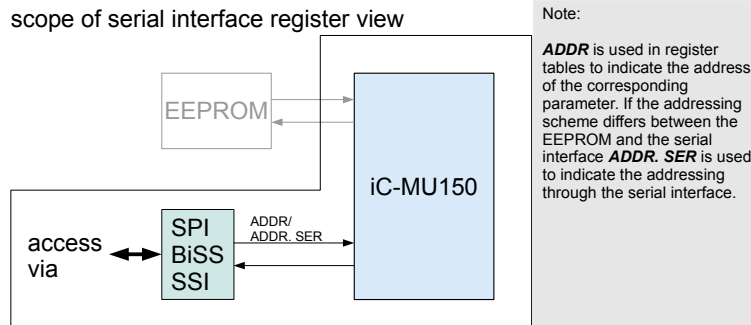 scope of serial interface register view
EEPROM
iC-MU150
SPI
BiSS
SSI
ADDR/
ADDR. SER
access
via
Note:
ADDR is used in register
tables to indicate the address
of the corresponding
parameter. If the addressing
scheme differs between the
EEPROM and the serial
interface ADDR. SER is used
to indicate the addressing
through the serial interface.